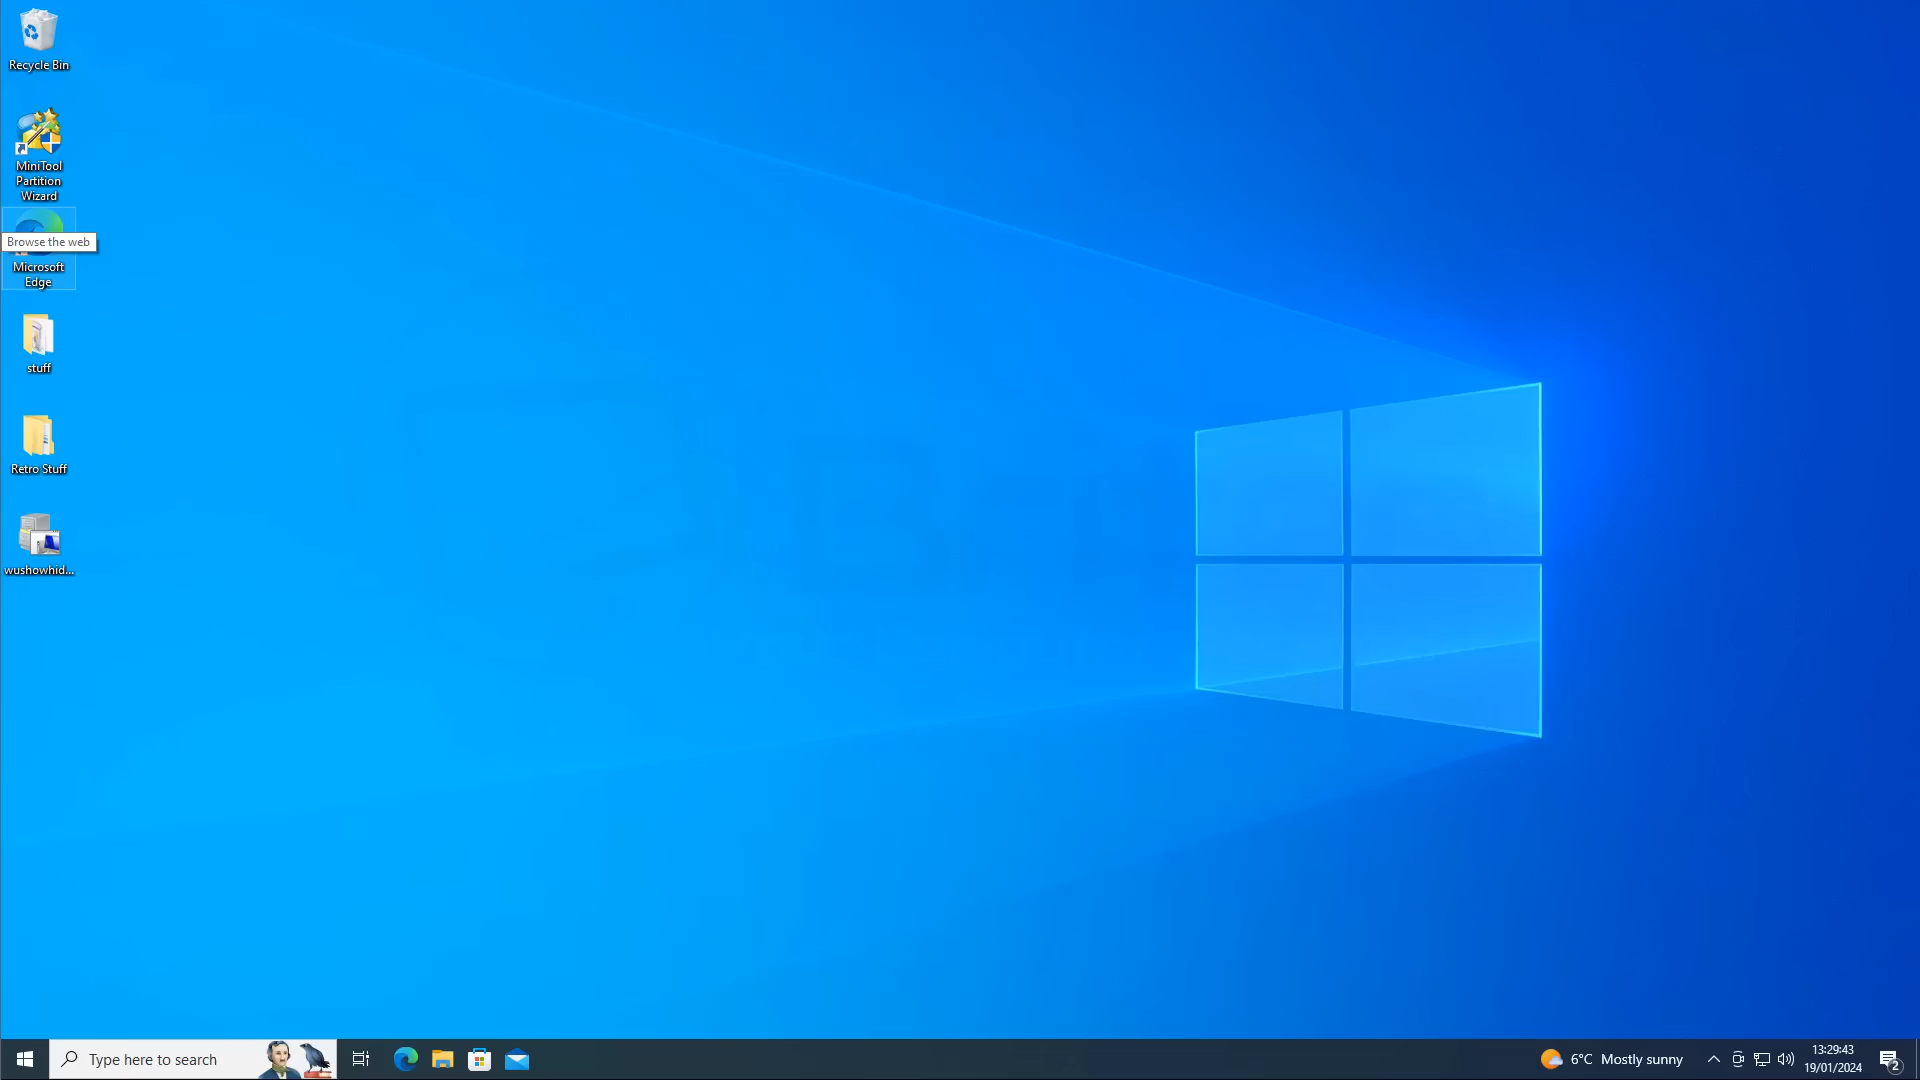 Recycle Bin
MiniTool
Partition
Wizard
Browse the web
Microsoft
Edge
stuff
Retro Stuff
wushowhid...
Type here to search
6°C Mostly sunny
13:29:43
19/01/2024
2